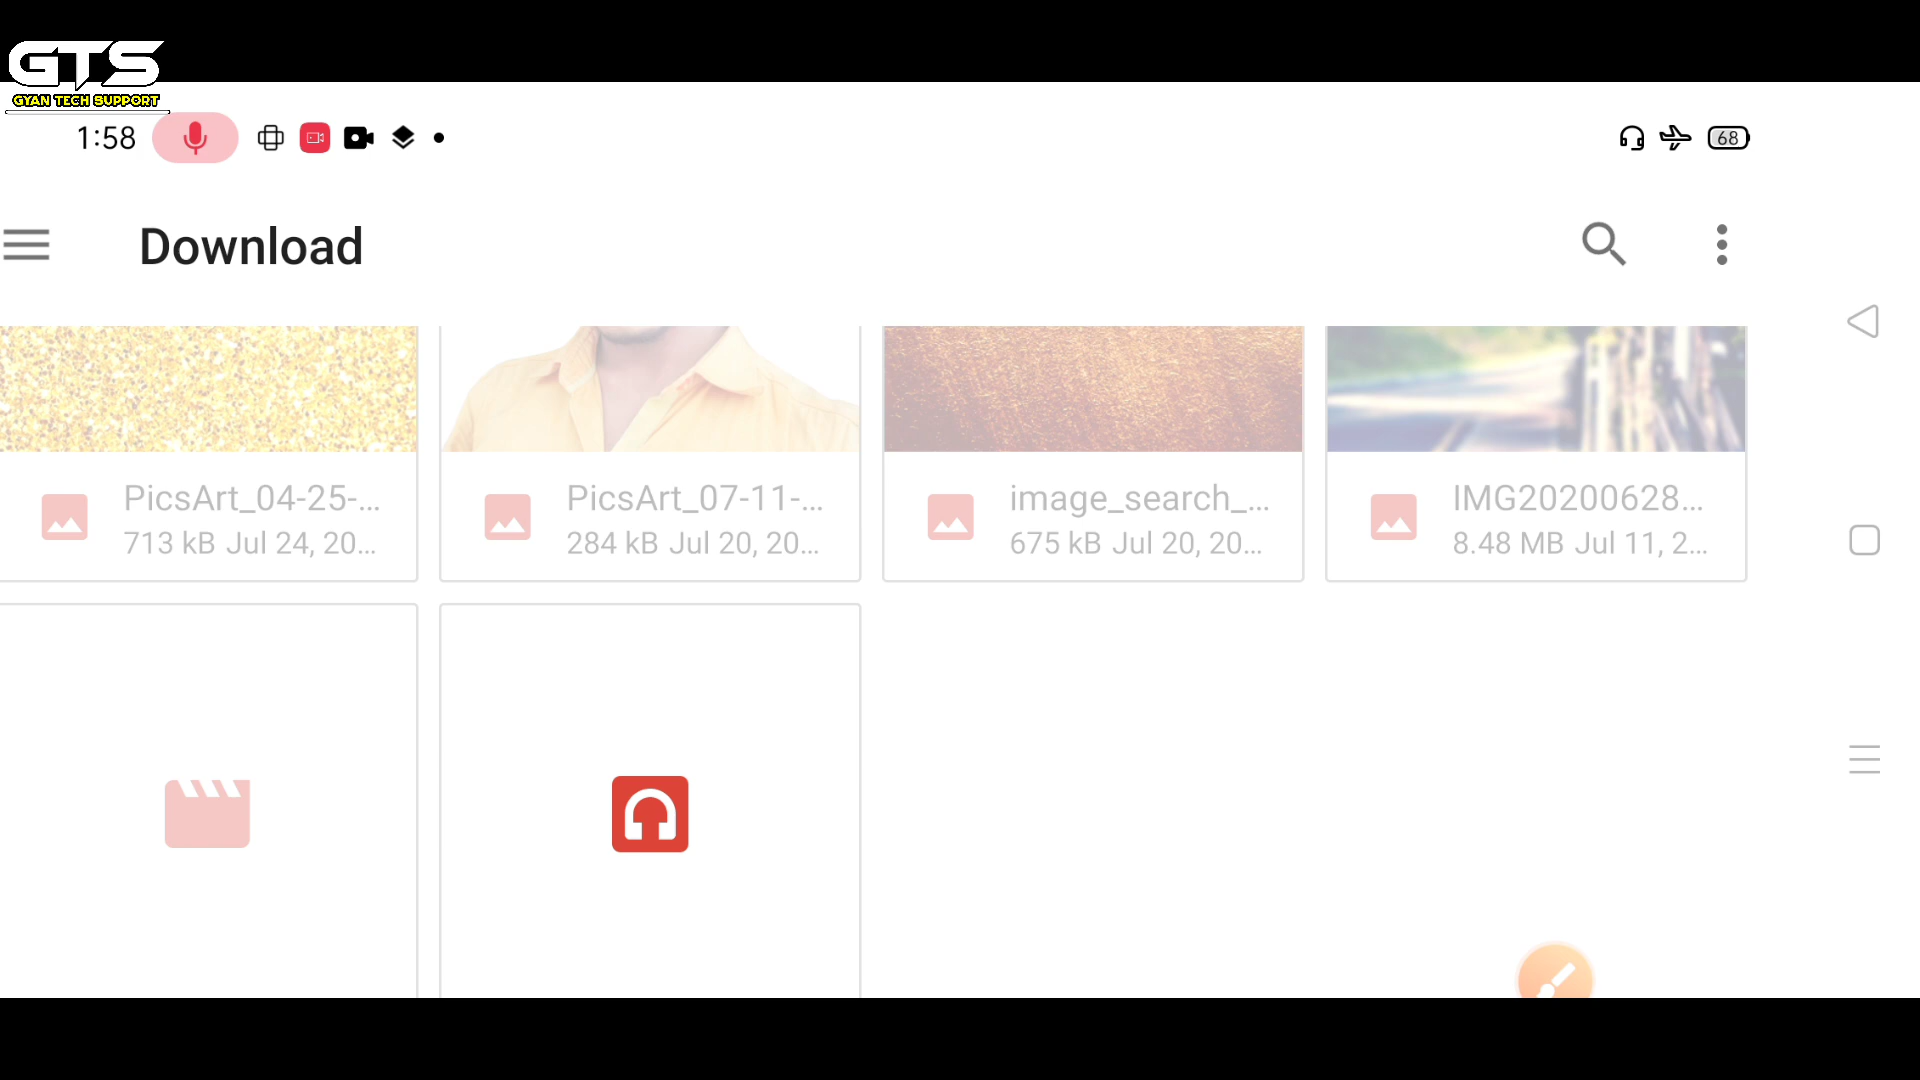 GTS
GYAN TECH SUPPORT
1:58
68
Download
PicsArt_04-25-...
713 kB Jul 24, 20...
PicsArt_07-11-...
284 kB Jul 20, 20...
image_search_...
675 kB Jul 20, 20...
IMG20200628...
8.48 MB Jul 11, 2...